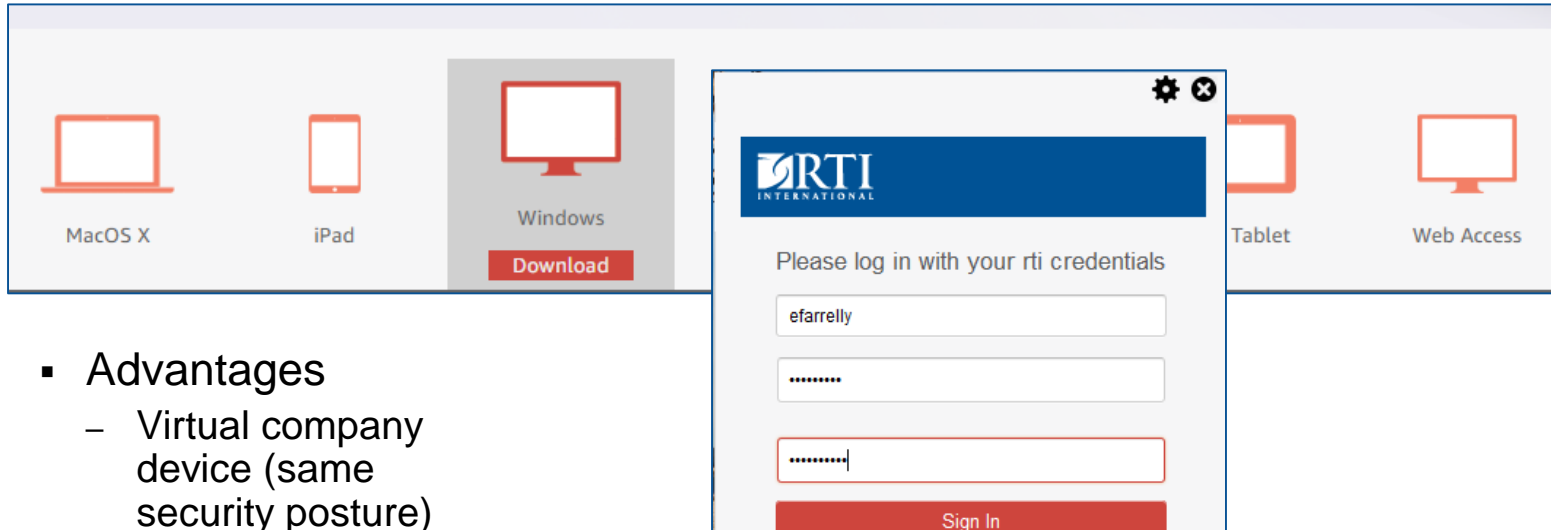 MacOS X
iPad
Windows
Download
Tablet
Web Access
RTI
INTERNATIONAL
Please log in with your rti credentials
efarrelly
•••••••••
••••••••••
Sign In
▪ Advantages
– Virtual company
device (same
security posture)